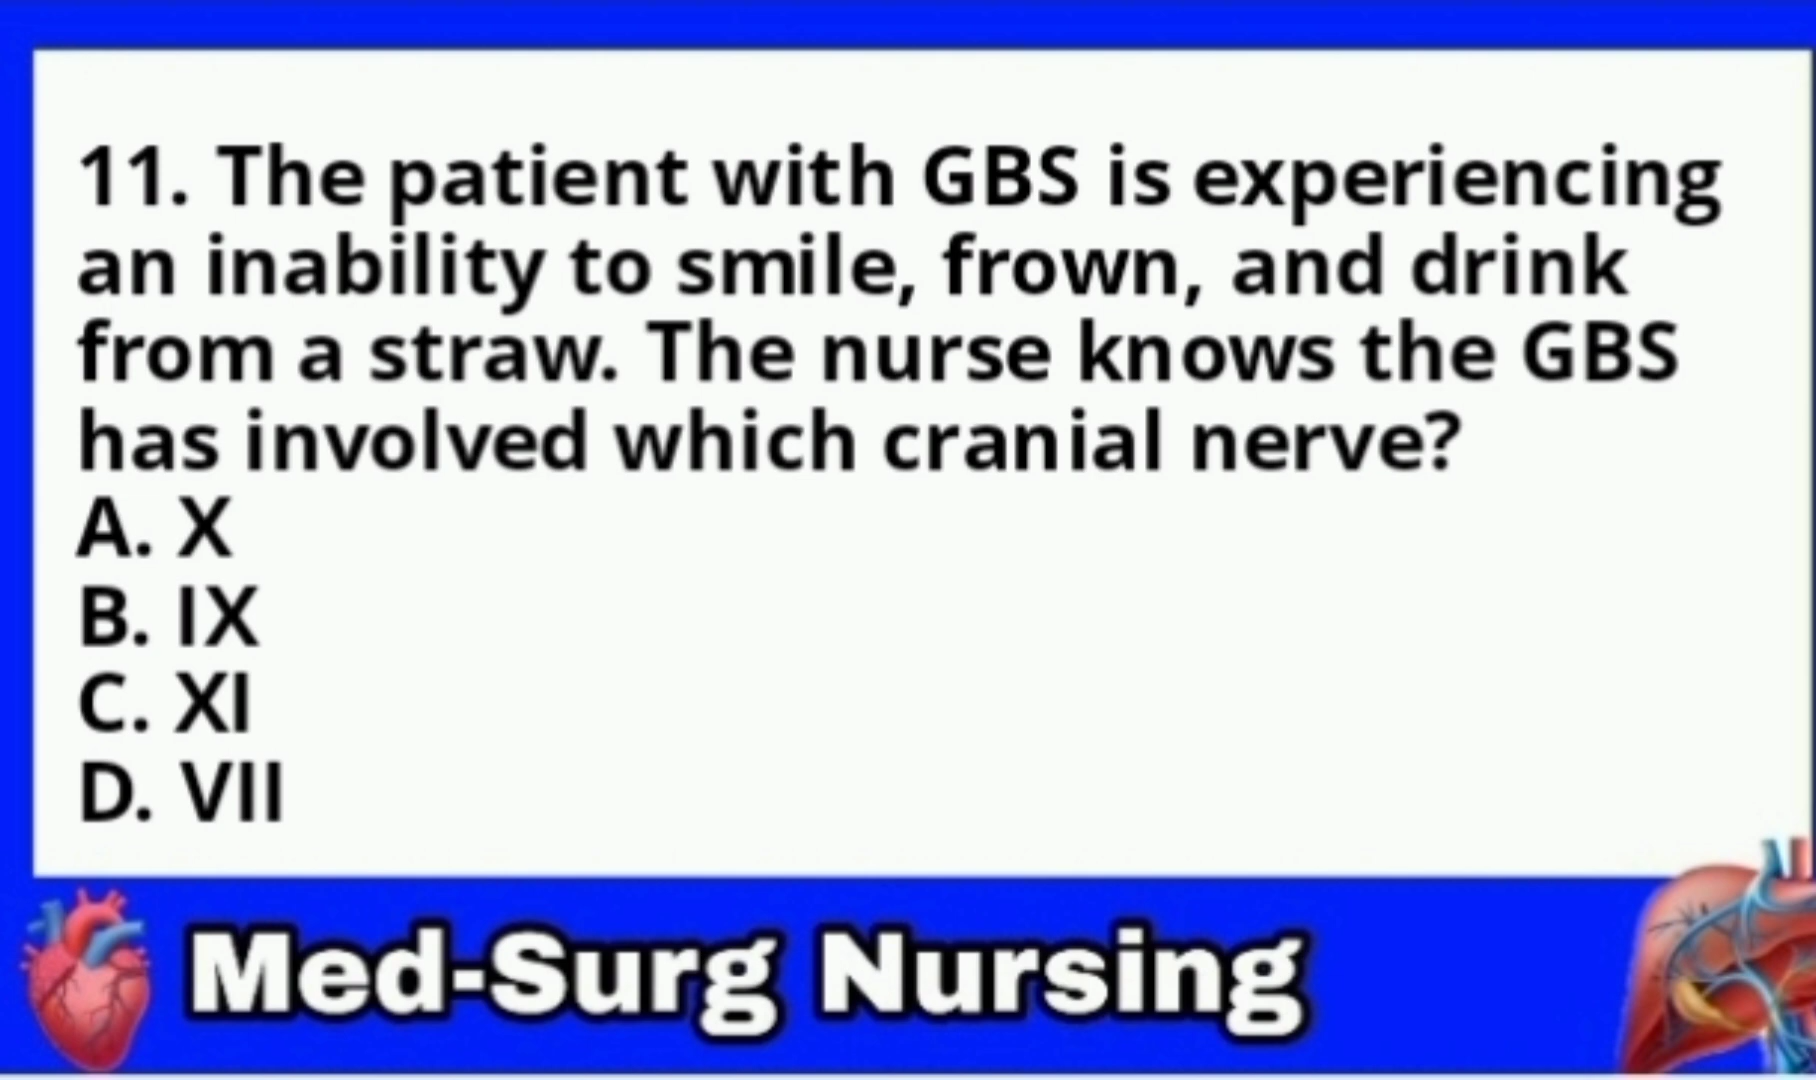 11. The patient with GBS is experiencing
an inability to smile, frown, and drink
from a straw. The nurse knows the GBS
has involved which cranial nerve?
A. X
B. IX
C. XI
D. VII
Med-Surg Nursing